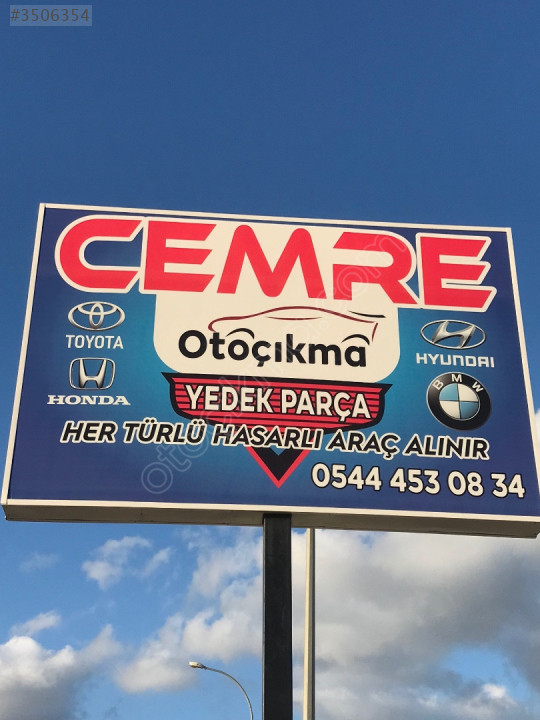 #3506354
CEMRE
Otoçıkma
TOYOTA
HYUNDAI
HONDA
BMW
YEDEK PARÇA
HER TÜRLÜ HASARLI ARAÇ ALINIR
0544 453 08 34